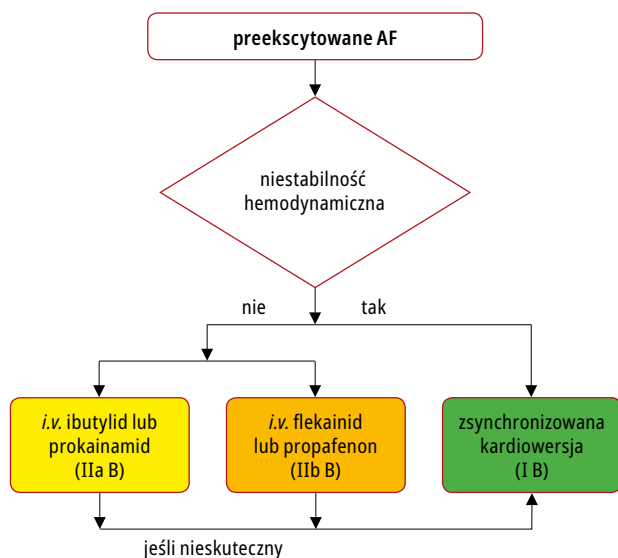 preekscytowane AF
niestabilność
hemodynamiczna
nie
tak
i.v. ibutylid lub
prokainamid
(IIa B)
i.v. flekainid
lub propafenon
(IIb B)
zsynchronizowana
kardiowersja
(I B)
jeśli nieskuteczny